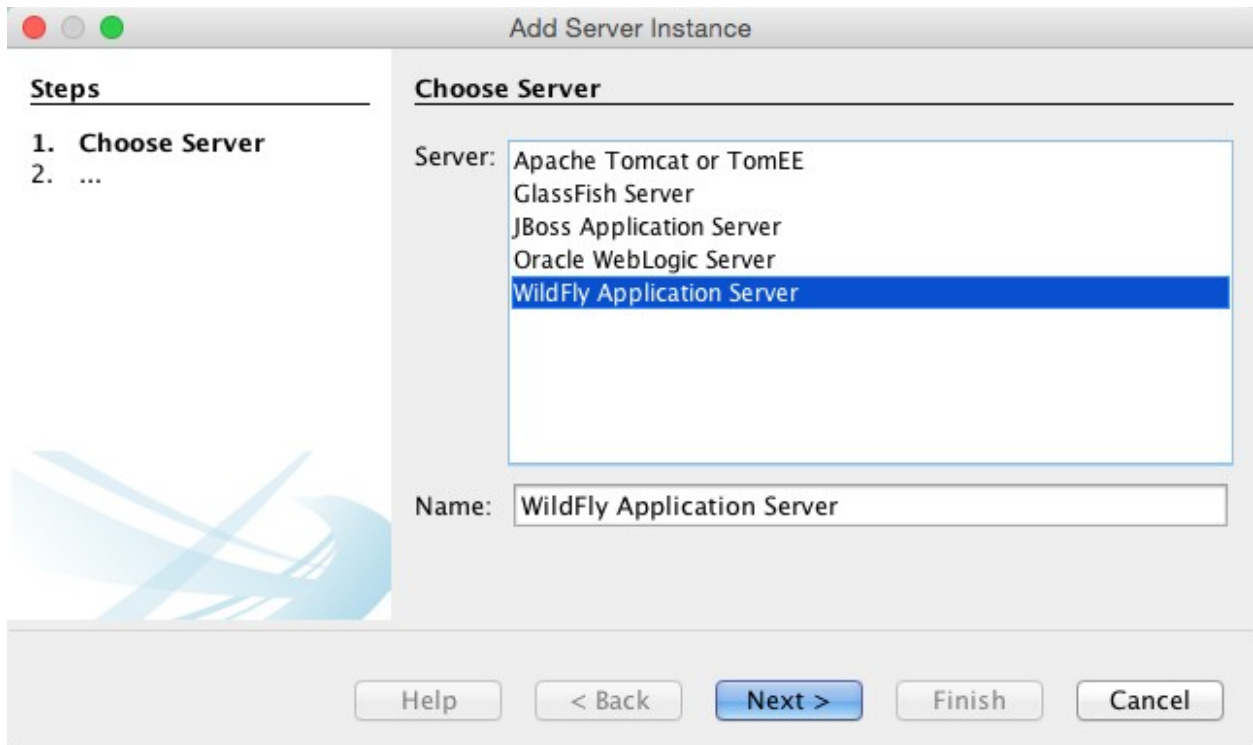 Add Server Instance
Steps
1. Choose Server
2. ...
Choose Server
Server:
Apache Tomcat or TomEE
GlassFish Server
JBoss Application Server
Oracle WebLogic Server
WildFly Application Server
Name: WildFly Application Server
Help < Back Next > Finish Cancel